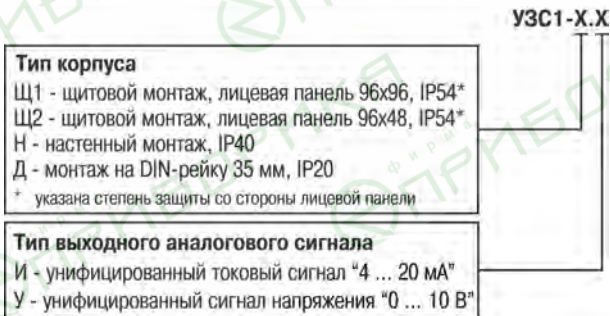 УЗС1-Х.Х
Тип корпуса
Щ1 - щитовой монтаж, лицевая панель 96х96, IP54*
Щ2 - щитовой монтаж, лицевая панель 96х48, IP54*
Н - настенный монтаж, IP40
Д - монтаж на DIN-рейку 35 мм, IP20
* указана степень защиты со стороны лицевой панели
Тип выходного аналогового сигнала
И - унифицированный токовый сигнал “4 ... 20 мА”
У - унифицированный сигнал напряжения “0 ... 10 В”